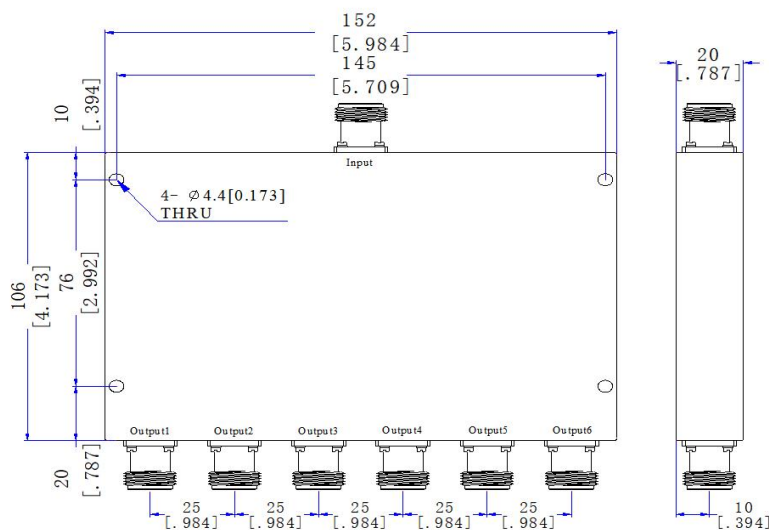 152
[5.984]
145
[5.709]
20
[.787]
10
[.394]
Input
4- Ø4.4[0.173]
THRU
106
[4.173]
76
[2.992]
Output1
Output2
Output3
Output4
Output5
Output6
20
[.787]
25
[.984]
25
[.984]
25
[.984]
25
[.984]
25
[.984]
10
[.394]